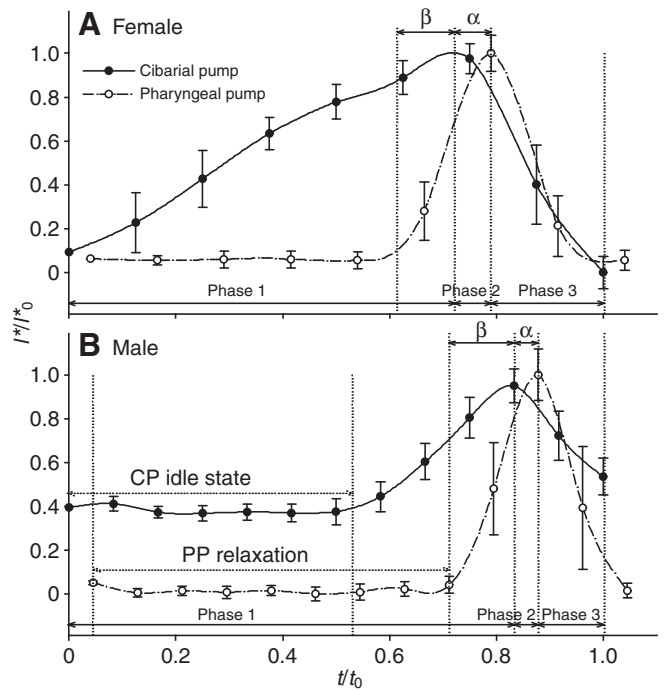 A Female
β α
1.0
Cibarial pump
Pharyngeal pump
0.8
0.6
0.4
0.2
0
Phase 1 Phase 2 Phase 3
I*/I*0
B Male
β α
1.0
0.8
0.6
CP idle state
0.4
0.2
PP relaxation
0
Phase 1 Phase 2 Phase 3
0 0.2 0.4 0.6 0.8 1.0
t/t0